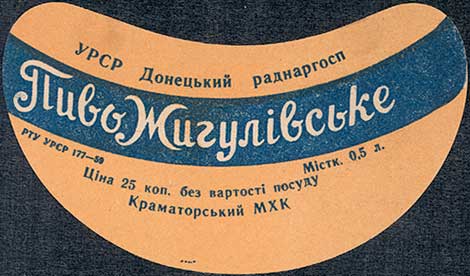 УРСР Донецький раднаргосп
Пиво Жигулівське
РТУ УРСР 177—59
Містк. 0,5 л.
Ціна 25 коп. без вартості посуду
Краматорський МХК